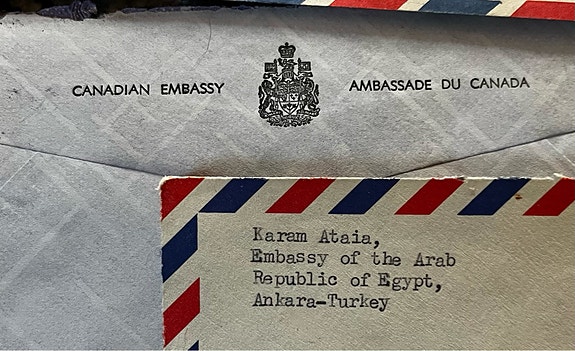 CANADIAN EMBASSY
AMBASSADE DU CANADA
Karam Ataia,
Embassy of the Arab
Republic of Egypt,
Ankara-Turkey